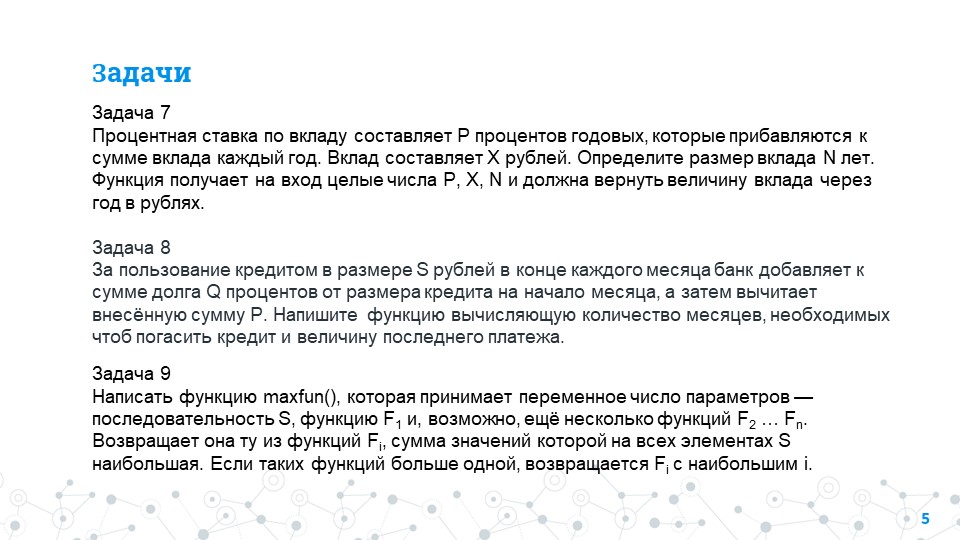 Задачи
Задача 7
Процентная ставка по вкладу составляет P процентов годовых, которые прибавляются к
сумме вклада каждый год. Вклад составляет X рублей. Определите размер вклада N лет.
Функция получает на вход целые числа P, X, N и должна вернуть величину вклада через
год в рублях.
Задача 8
За пользование кредитом в размере S рублей в конце каждого месяца банк добавляет к
сумме долга Q процентов от размера кредита на начало месяца, а затем вычитает
внесённую сумму P. Напишите функцию вычисляющую количество месяцев, необходимых
чтоб погасить кредит и величину последнего платежа.
Задача 9
Написать функцию maxfun(), которая принимает переменное число параметров —
последовательность S, функцию F₁ и, возможно, ещё несколько функций F₂ … Fₙ.
Возвращает она ту из функций Fᵢ, сумма значений которой на всех элементах S
наибольшая. Если таких функций больше одной, возвращается Fᵢ с наибольшим i.
5